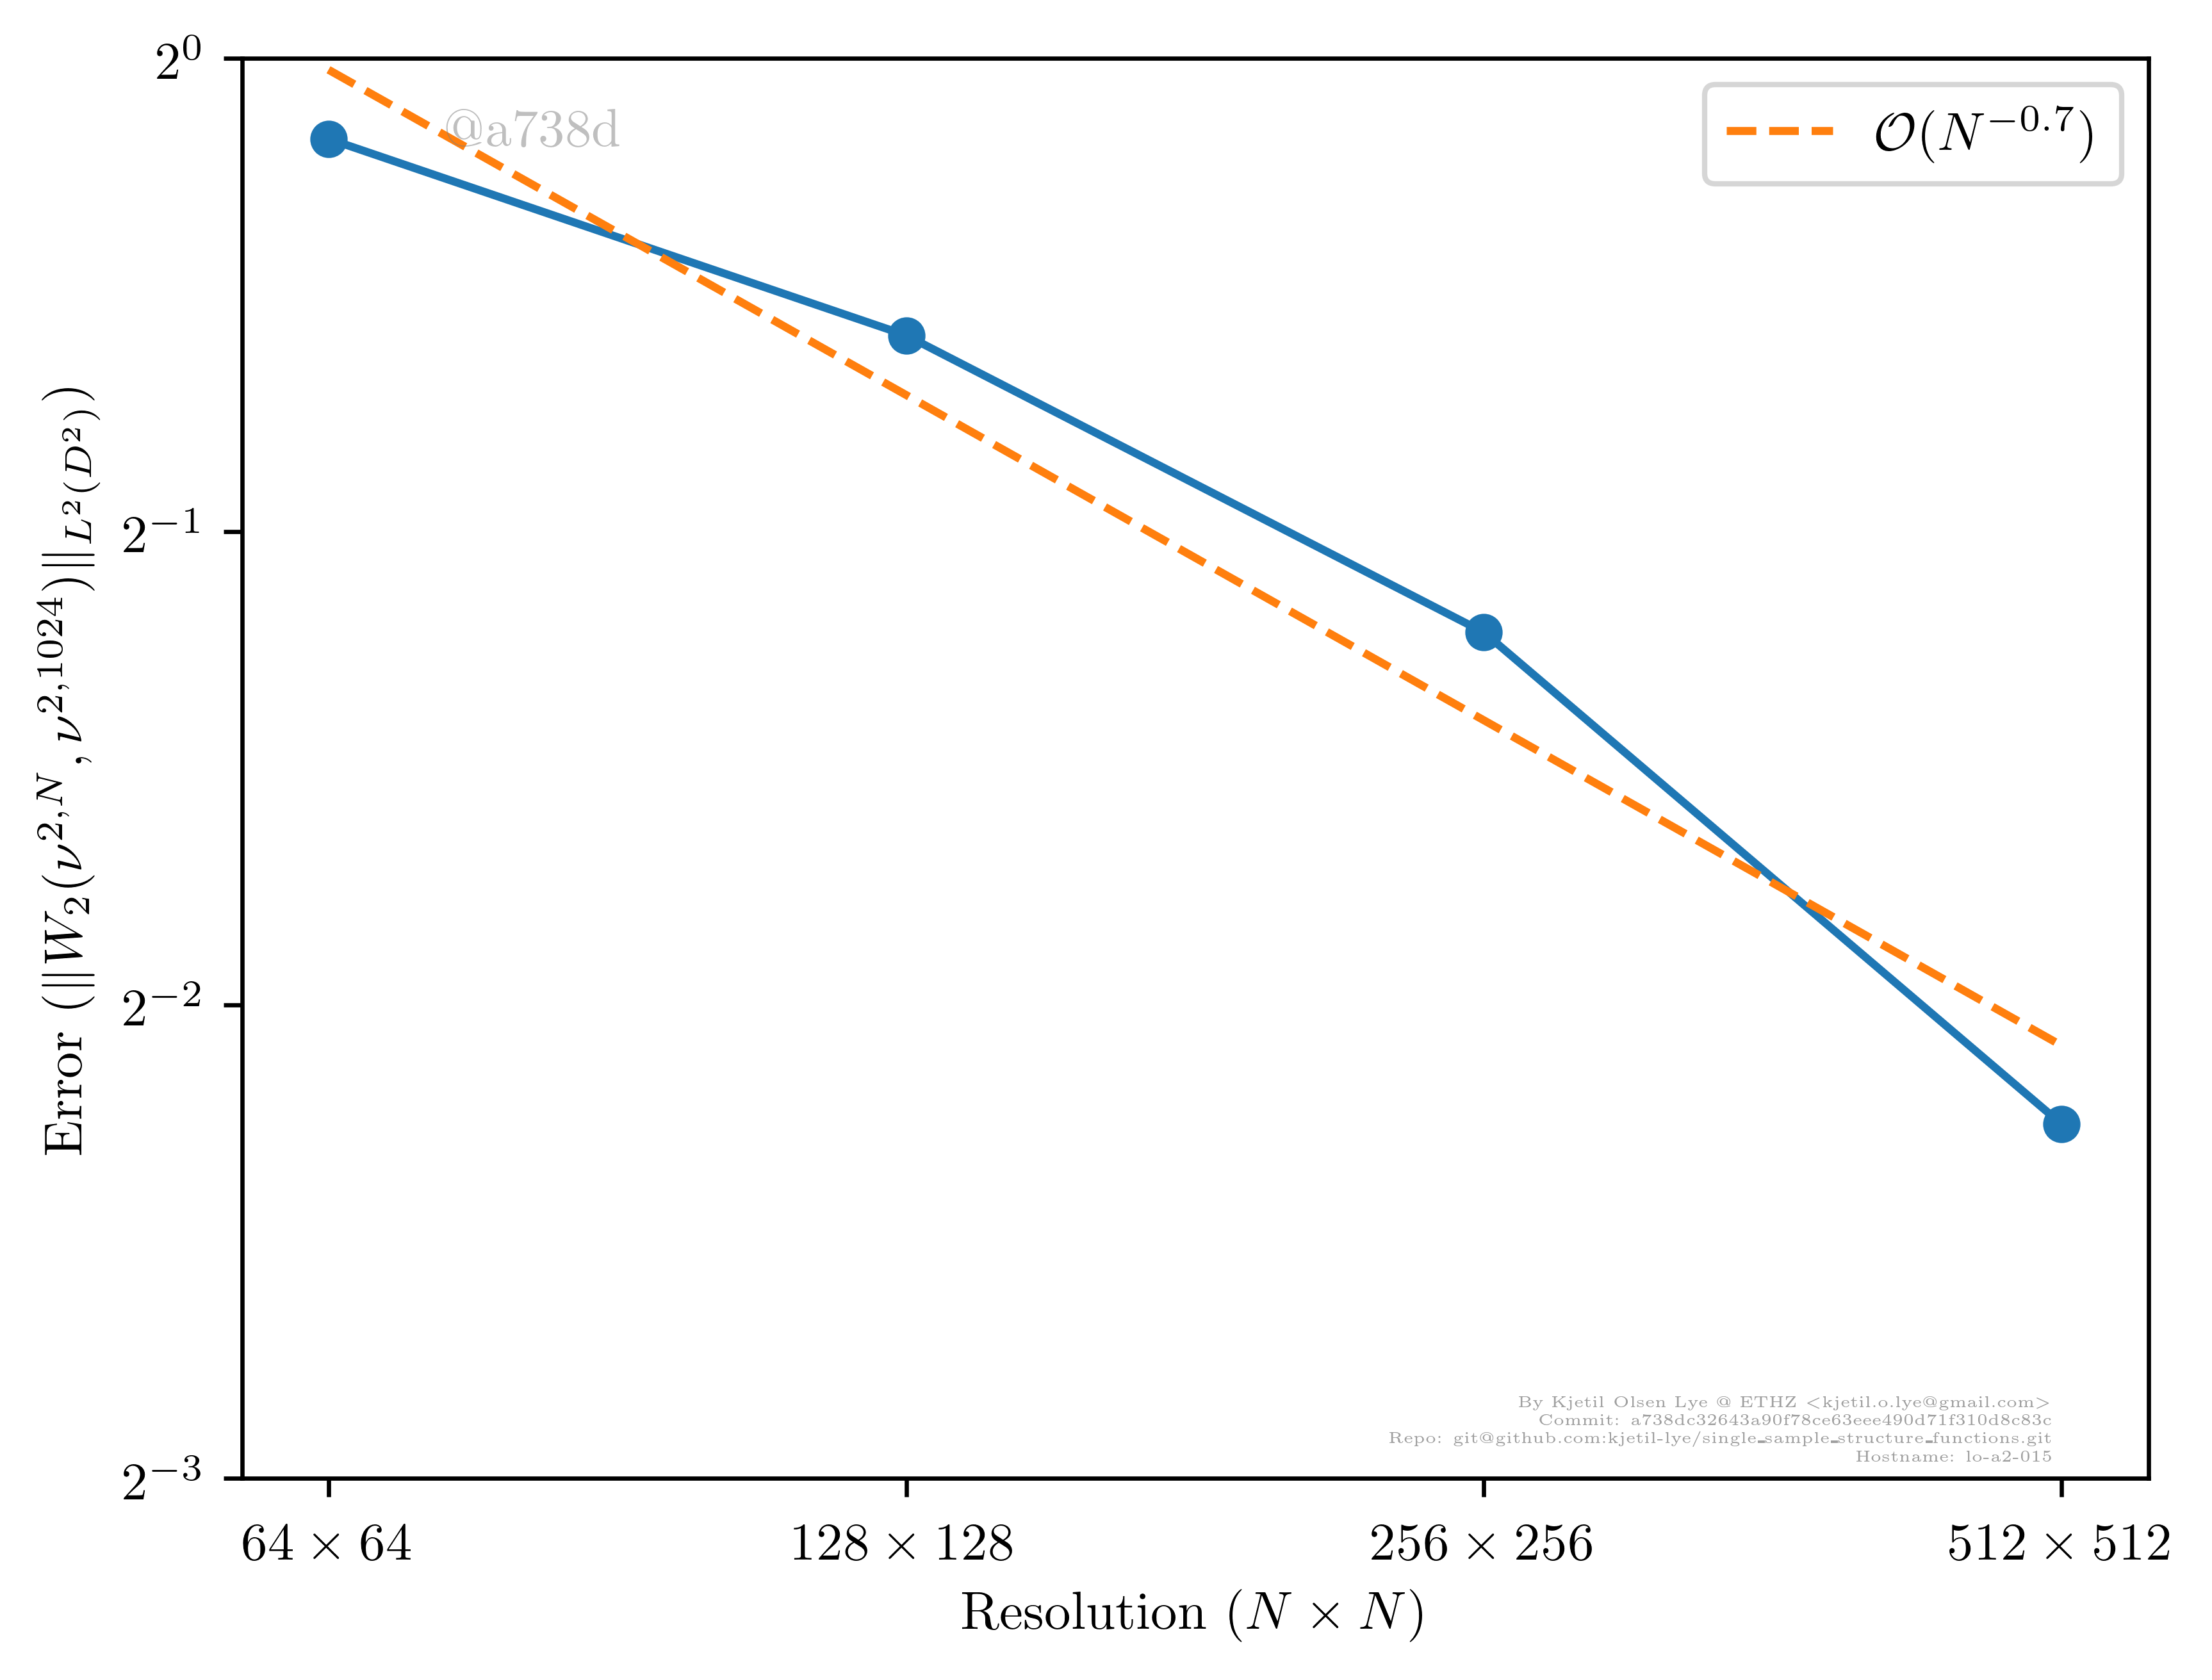 2^0
@a738d
O(N^{-0.7})
2^{-1}
2^{-2}
2^{-3}
Error (||W_2(ν^{2,N}, ν^{2,1024})||_{L^2(D^2)})
By Kjetil Olsen Lye @ ETHZ <kjetil.o.lye@gmail.com>
Commit: a738dc32643a90f78ce63eee490d71f310d8c83c
Repo: git@github.com:kjetil-lye/single_sample_structure_functions.git
Hostname: lo-a2-015
64 × 64 128 × 128 256 × 256 512 × 512
Resolution (N × N)